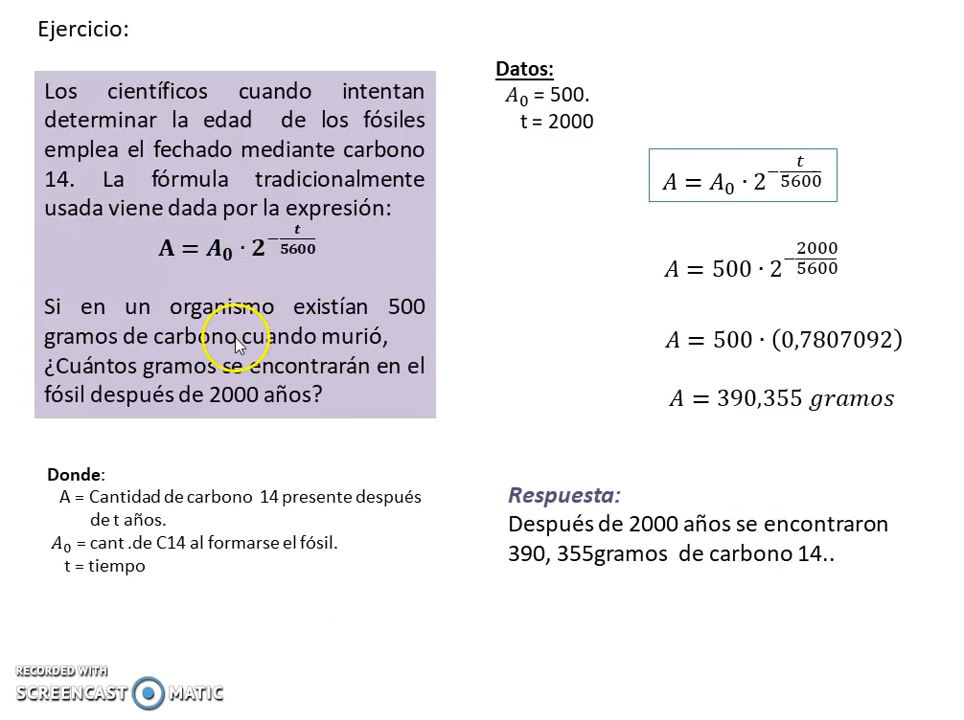 Ejercicio:
Los científicos cuando intentan
determinar la edad de los fósiles
emplea el fechado mediante carbono
14. La fórmula tradicionalmente
usada viene dada por la expresión:
A = A₀ · 2^(−t/5600)
Si en un organismo existían 500
gramos de carbono cuando murió,
¿Cuántos gramos se encontrarán en el
fósil después de 2000 años?
Donde:
A = Cantidad de carbono 14 presente después
de t años.
A₀ = cant .de C14 al formarse el fósil.
t = tiempo
Datos:
A₀ = 500.
t = 2000
A = A₀ · 2^(−t/5600)
A = 500 · 2^(−2000/5600)
A = 500 · (0,7807092)
A = 390,355 gramos
Respuesta:
Después de 2000 años se encontraron
390, 355gramos de carbono 14..
RECORDED WITH
SCREENCAST MATIC